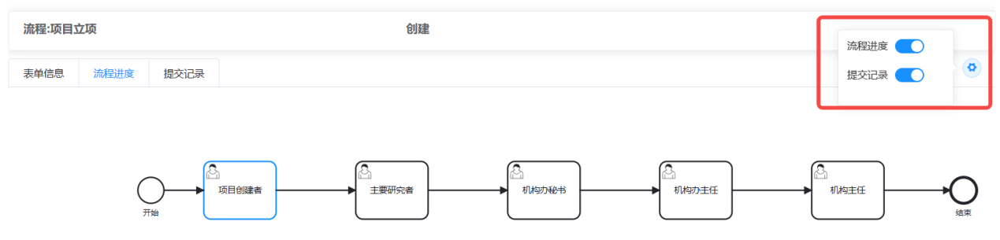 流程:项目立项
创建
流程进度
提交记录
表单信息 流程进度 提交记录
项目创建者
主要研究者
机构办秘书
机构办主任
机构主任
开始
结束